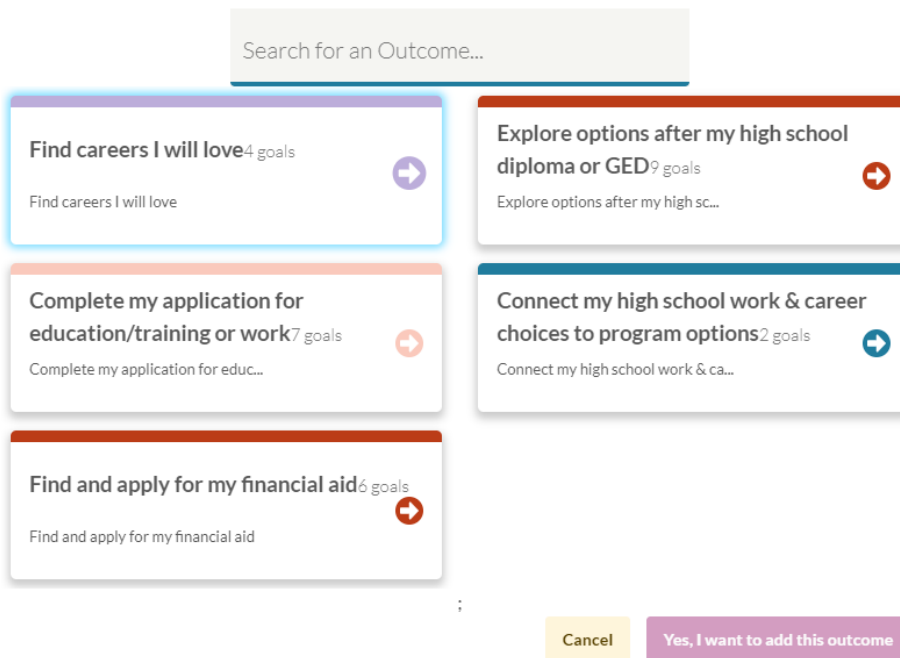 Search for an Outcome...
Find careers I will love4 goals
Find careers I will love
Explore options after my high school
diploma or GED9 goals
Explore options after my high sc...
Complete my application for
education/training or work7 goals
Complete my application for educ...
Connect my high school work & career
choices to program options2 goals
Connect my high school work & ca...
Find and apply for my financial aid6 goals
Find and apply for my financial aid
;
Cancel
Yes, I want to add this outcome